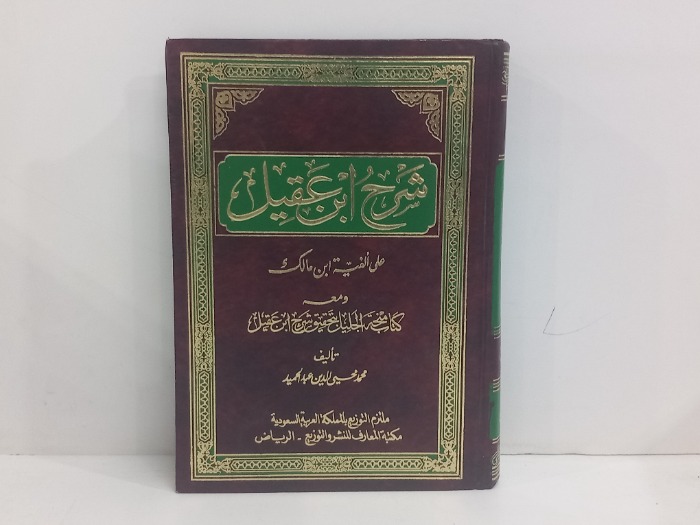 شرح ابن عقيل
على ألفية ابن مالك
ومعه
كتاب منحة الجليل بتحقيق شرح ابن عقيل
تأليف
محمد محيي الدين عبد الحميد
ملتزم التوزيع بالمملكة العربية السعودية
مكتبة المعارف للنشر والتوزيع - الرياض